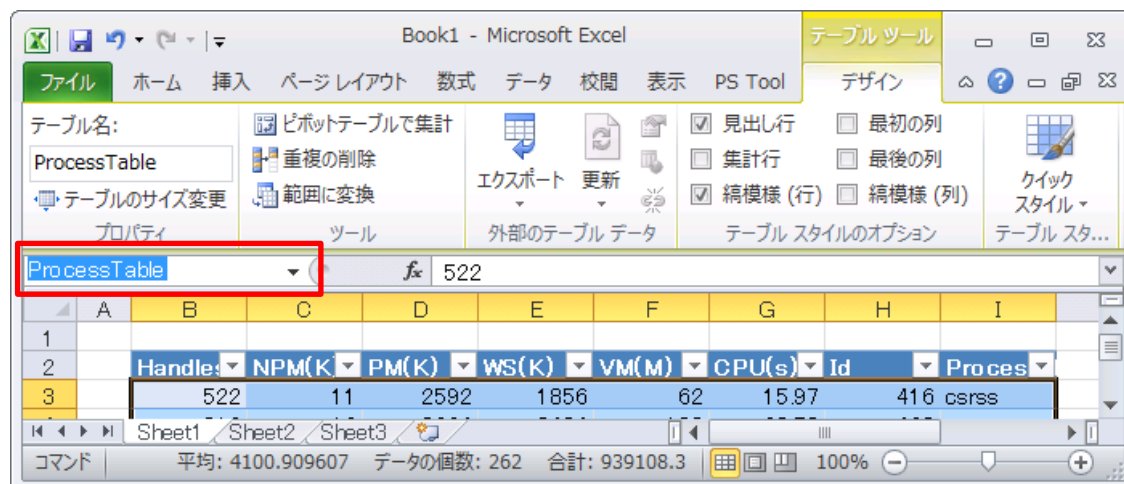 Book1 - Microsoft Excel テーブル ツール
ファイル ホーム 挿入 ページ レイアウト 数式 データ 校閲 表示 PS Tool デザイン
テーブル名: ピボットテーブルで集計 見出し行 最初の列
ProcessTable 重複の削除 エクスポート 更新 集計行 最後の列 クイック
テーブルのサイズ変更 範囲に変換 縞模様 (行) 縞模様 (列) スタイル
プロパティ ツール 外部のテーブル データ テーブル スタイルのオプション テーブル スタ...
ProcessTable fx 522
A B C D E F G H I
1
2 Handles NPM(K) PM(K) WS(K) VM(M) CPU(s) Id Proces
3 522 11 2592 1856 62 15.97 416 csrss
Sheet1 Sheet2 Sheet3
コマンド 平均: 4100.909607 データの個数: 262 合計: 939108.3 100%